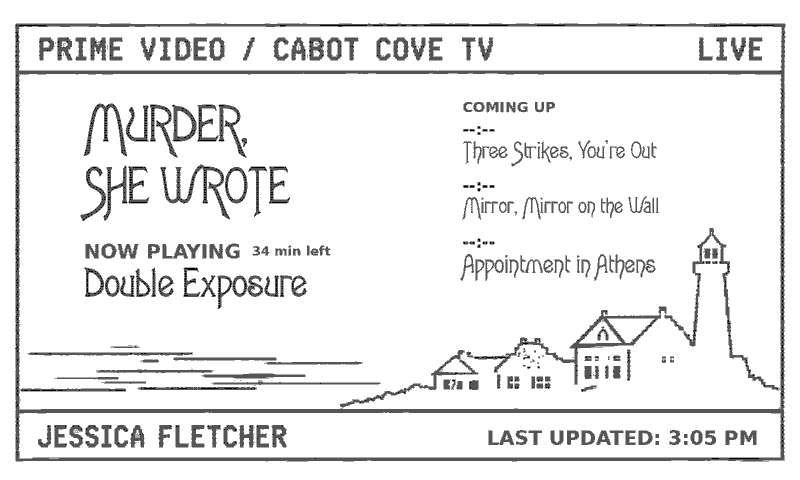 PRIME VIDEO / CABOT COVE TV
LIVE
MURDER,
SHE WROTE
NOW PLAYING 34 min left
Double Exposure
COMING UP
--:--
Three Strikes, You're Out
--:--
Mirror, Mirror on the Wall
--:--
Appointment in Athens
JESSICA FLETCHER
LAST UPDATED: 3:05 PM